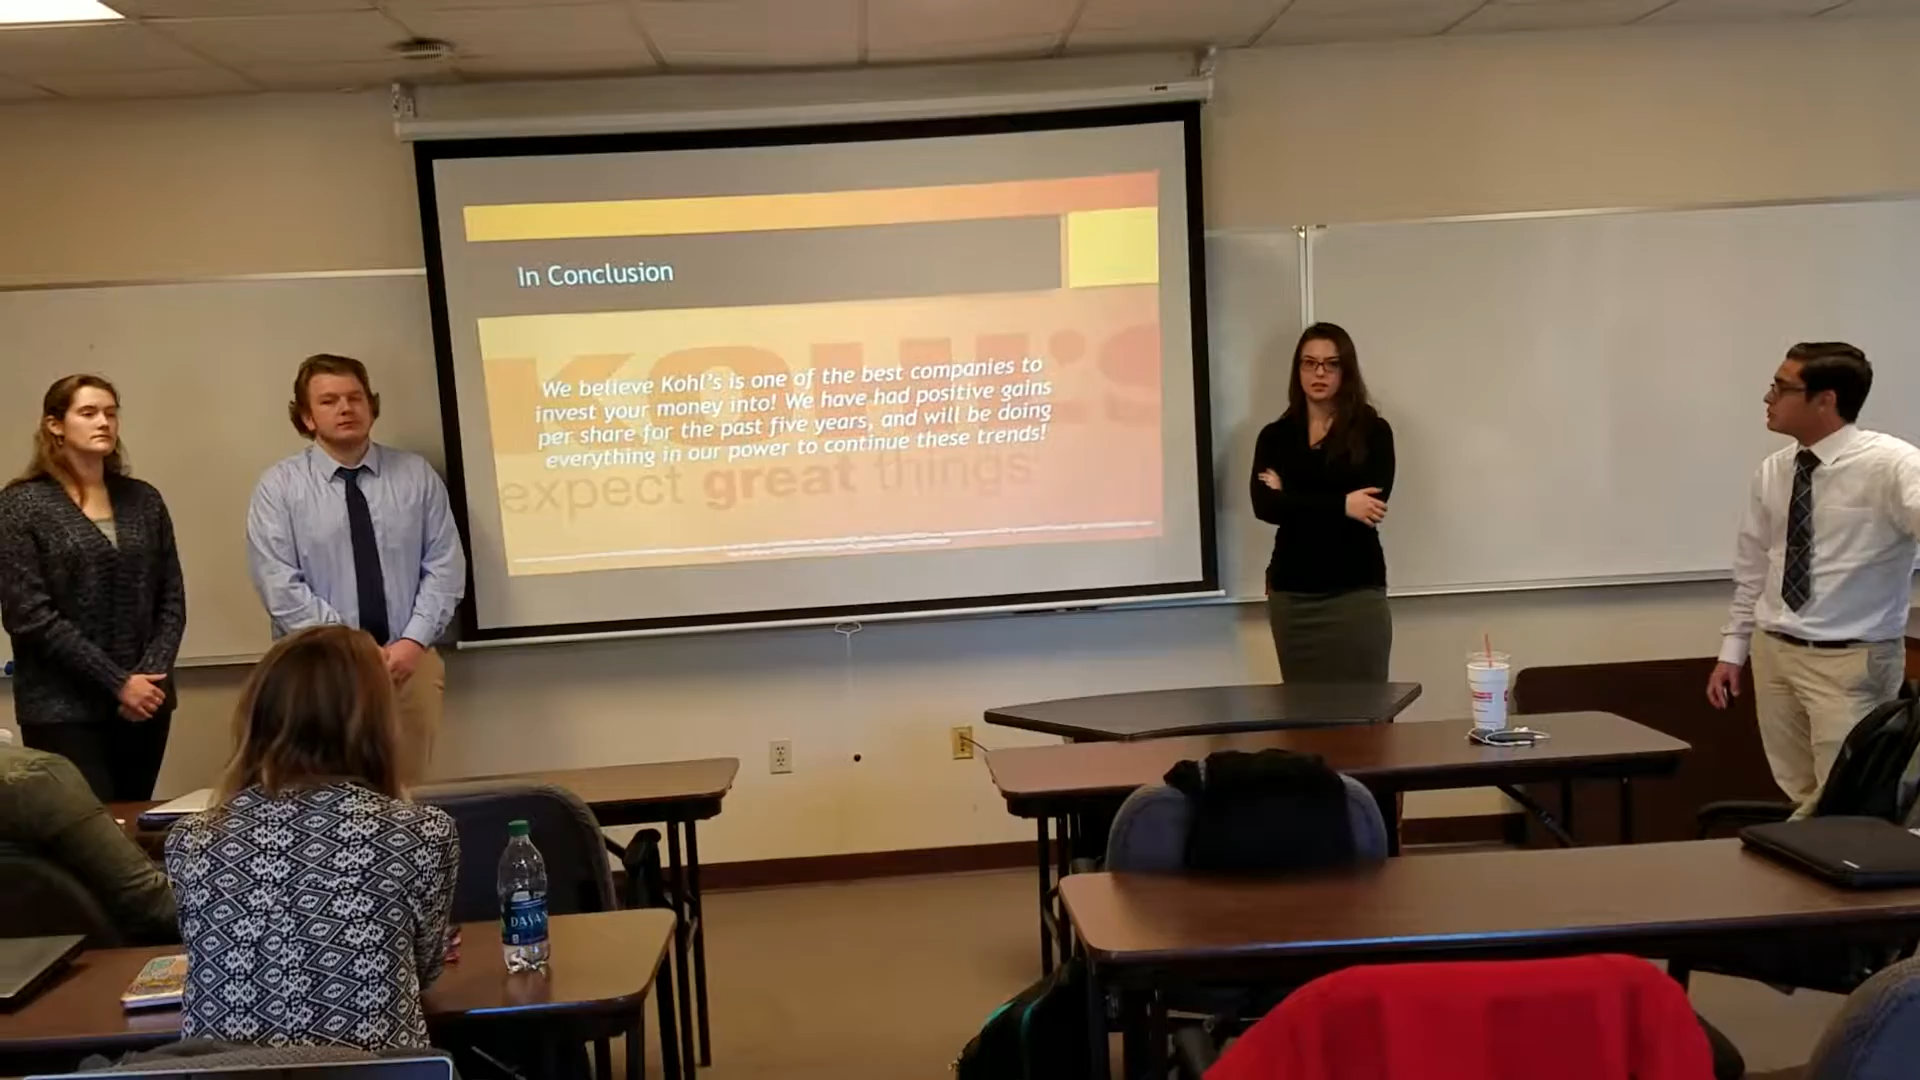 In Conclusion
KOHL'S
We believe Kohl's is one of the best companies to
invest your money into! We have had positive gains
per share for the past five years, and will be doing
everything in our power to continue these trends!
expect great things
DASANI